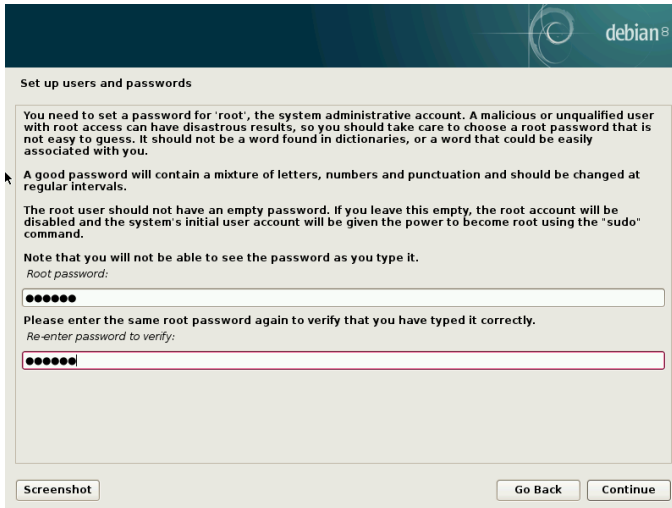 debian 8
Set up users and passwords
You need to set a password for 'root', the system administrative account. A malicious or unqualified user
with root access can have disastrous results, so you should take care to choose a root password that is
not easy to guess. It should not be a word found in dictionaries, or a word that could be easily
associated with you.
A good password will contain a mixture of letters, numbers and punctuation and should be changed at
regular intervals.
The root user should not have an empty password. If you leave this empty, the root account will be
disabled and the system's initial user account will be given the power to become root using the "sudo"
command.
Note that you will not be able to see the password as you type it.
Root password:
●●●●●●
Please enter the same root password again to verify that you have typed it correctly.
Re-enter password to verify:
●●●●●●
Screenshot
Go Back
Continue